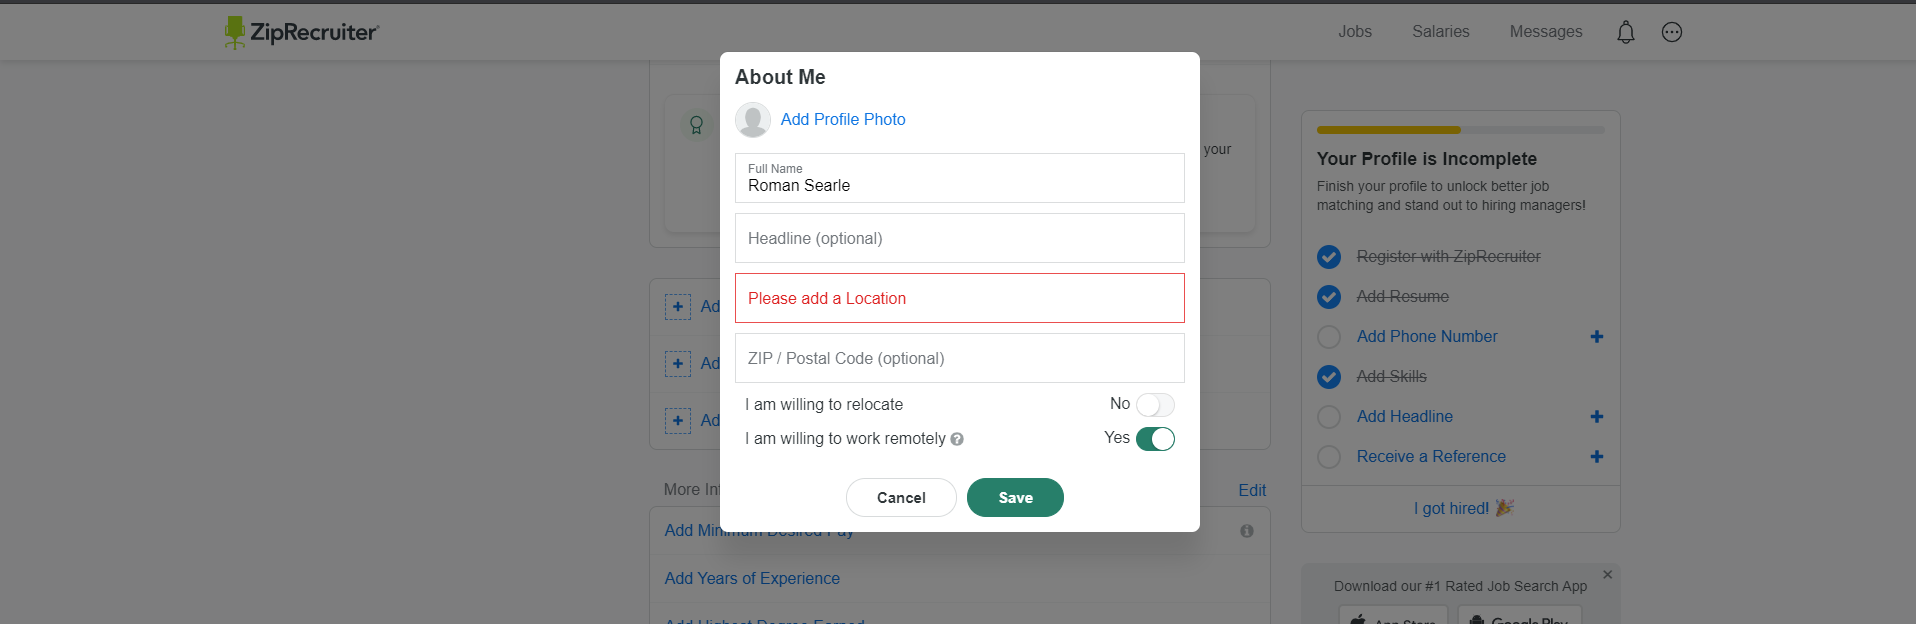 ZipRecruiter
Jobs
Salaries
Messages
About Me
Add Profile Photo
Full Name
Roman Searle
Headline (optional)
Please add a Location
ZIP / Postal Code (optional)
I am willing to relocate
No
I am willing to work remotely ?
Yes
Cancel
Save
your
Ad
Ad
Ad
More In
Edit
Add Minimum Desired Pay
Add Years of Experience
Add Highest Degree Earned
Your Profile is Incomplete
Finish your profile to unlock better job
matching and stand out to hiring managers!
Register with ZipRecruiter
Add Resume
Add Phone Number
Add Skills
Add Headline
Receive a Reference
I got hired! 🎉
Download our #1 Rated Job Search App
App Store
Google Play